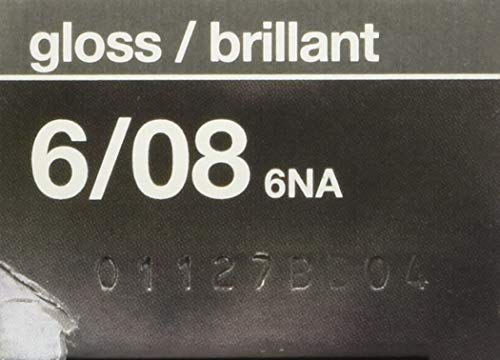 gloss / brillant
6/08 6NA